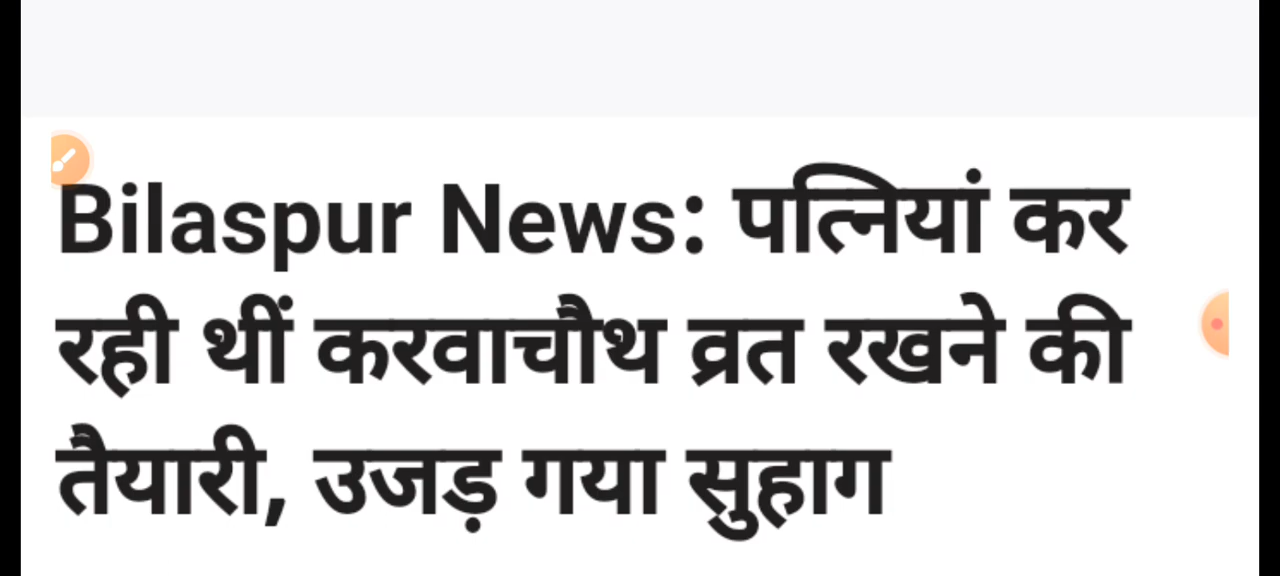 Bilaspur News: पत्नियां कर
रही थीं करवाचौथ व्रत रखने की
तैयारी, उजड़ गया सुहाग